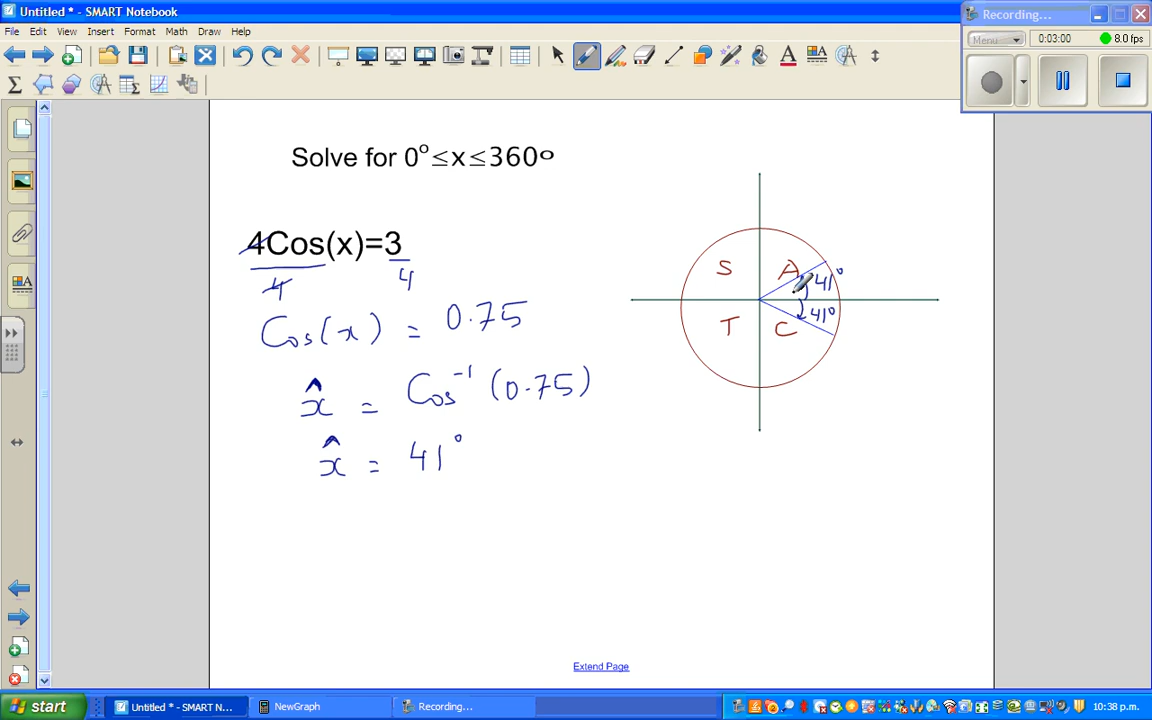 Untitled * - SMART Notebook
File Edit View Insert Format Math Draw Help
Recording...
Menu 0:03:00 8.0 fps
Solve for 0° ≤x≤360°
4Cos(x)=3
4 4
Cos(x) = 0.75
x̂ = Cos⁻¹ (0.75)
x̂ = 41°
S A 41°
T C 41°
Extend Page
start Untitled * - SMART N... NewGraph Recording... 10:38 p.m.